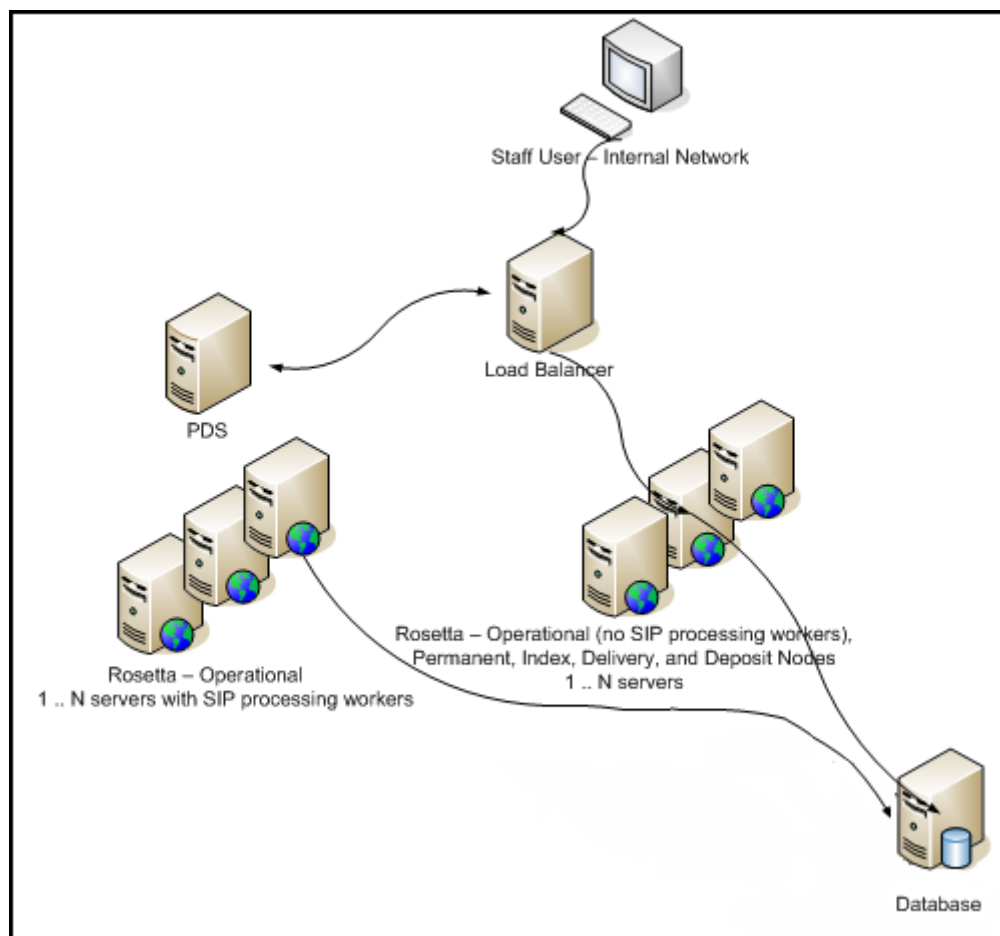 Staff User – Internal Network
Load Balancer
PDS
Rosetta – Operational (no SIP processing workers),
Permanent, Index, Delivery, and Deposit Nodes
1 .. N servers
Rosetta – Operational
1 .. N servers with SIP processing workers
Database